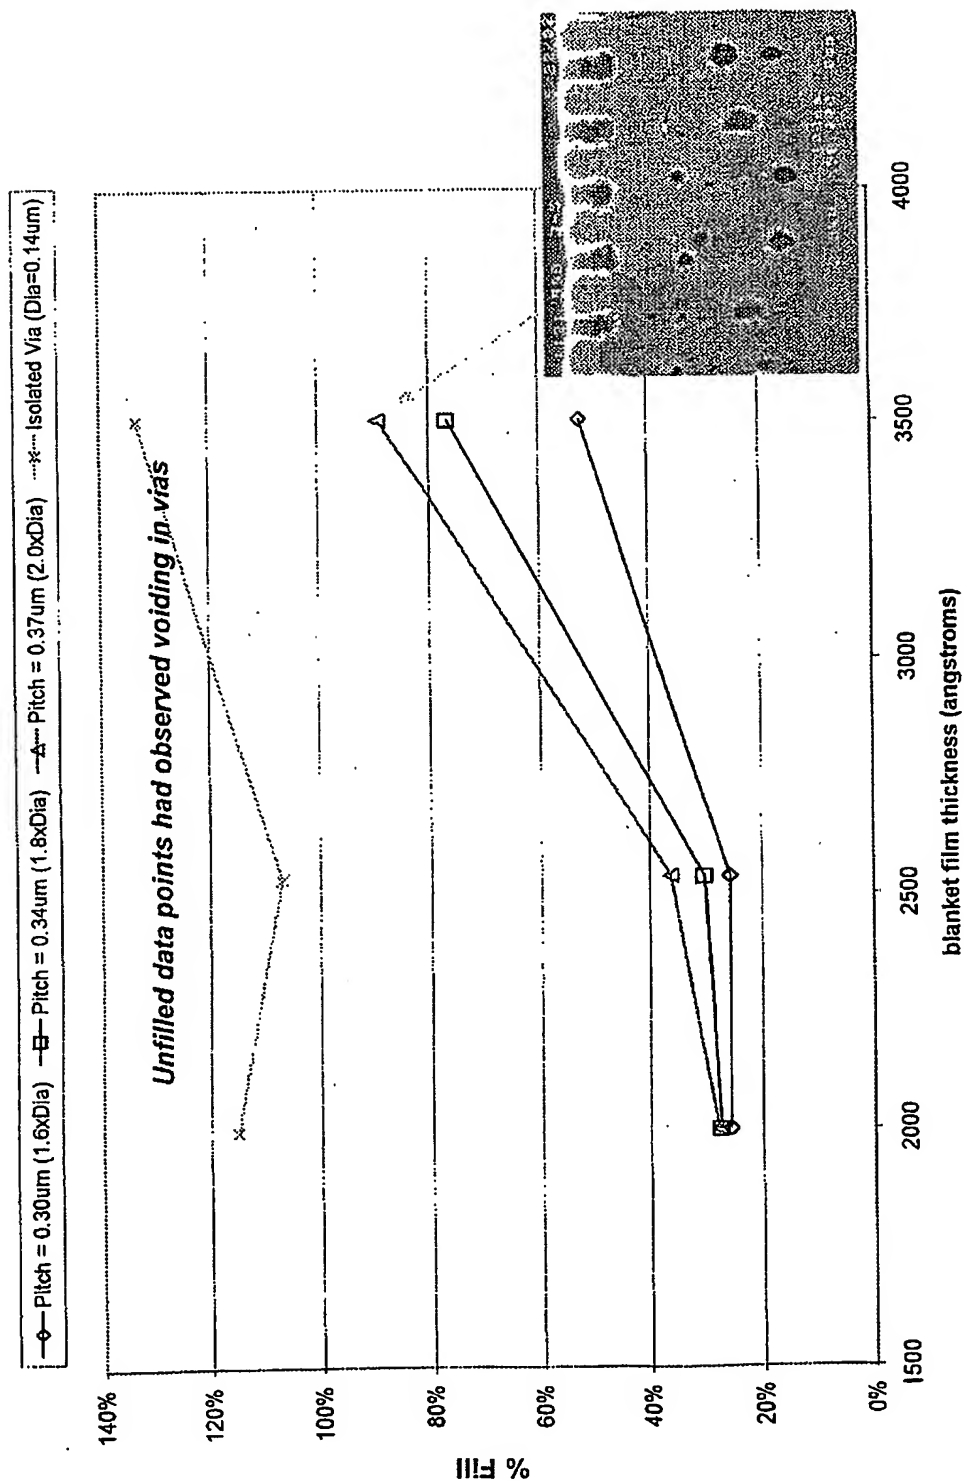 Pitch = 0.30um (1.6xDia) Pitch = 0.34um (1.8xDia) Pitch = 0.37um (2.0xDia) Isolated Via (Dia=0.14um)
140%
120%
100%
80%
60%
40%
20%
0%
% Fill
Unfilled data points had observed voiding in vias
1500 2000 2500 3000 3500 4000
blanket film thickness (angstroms)